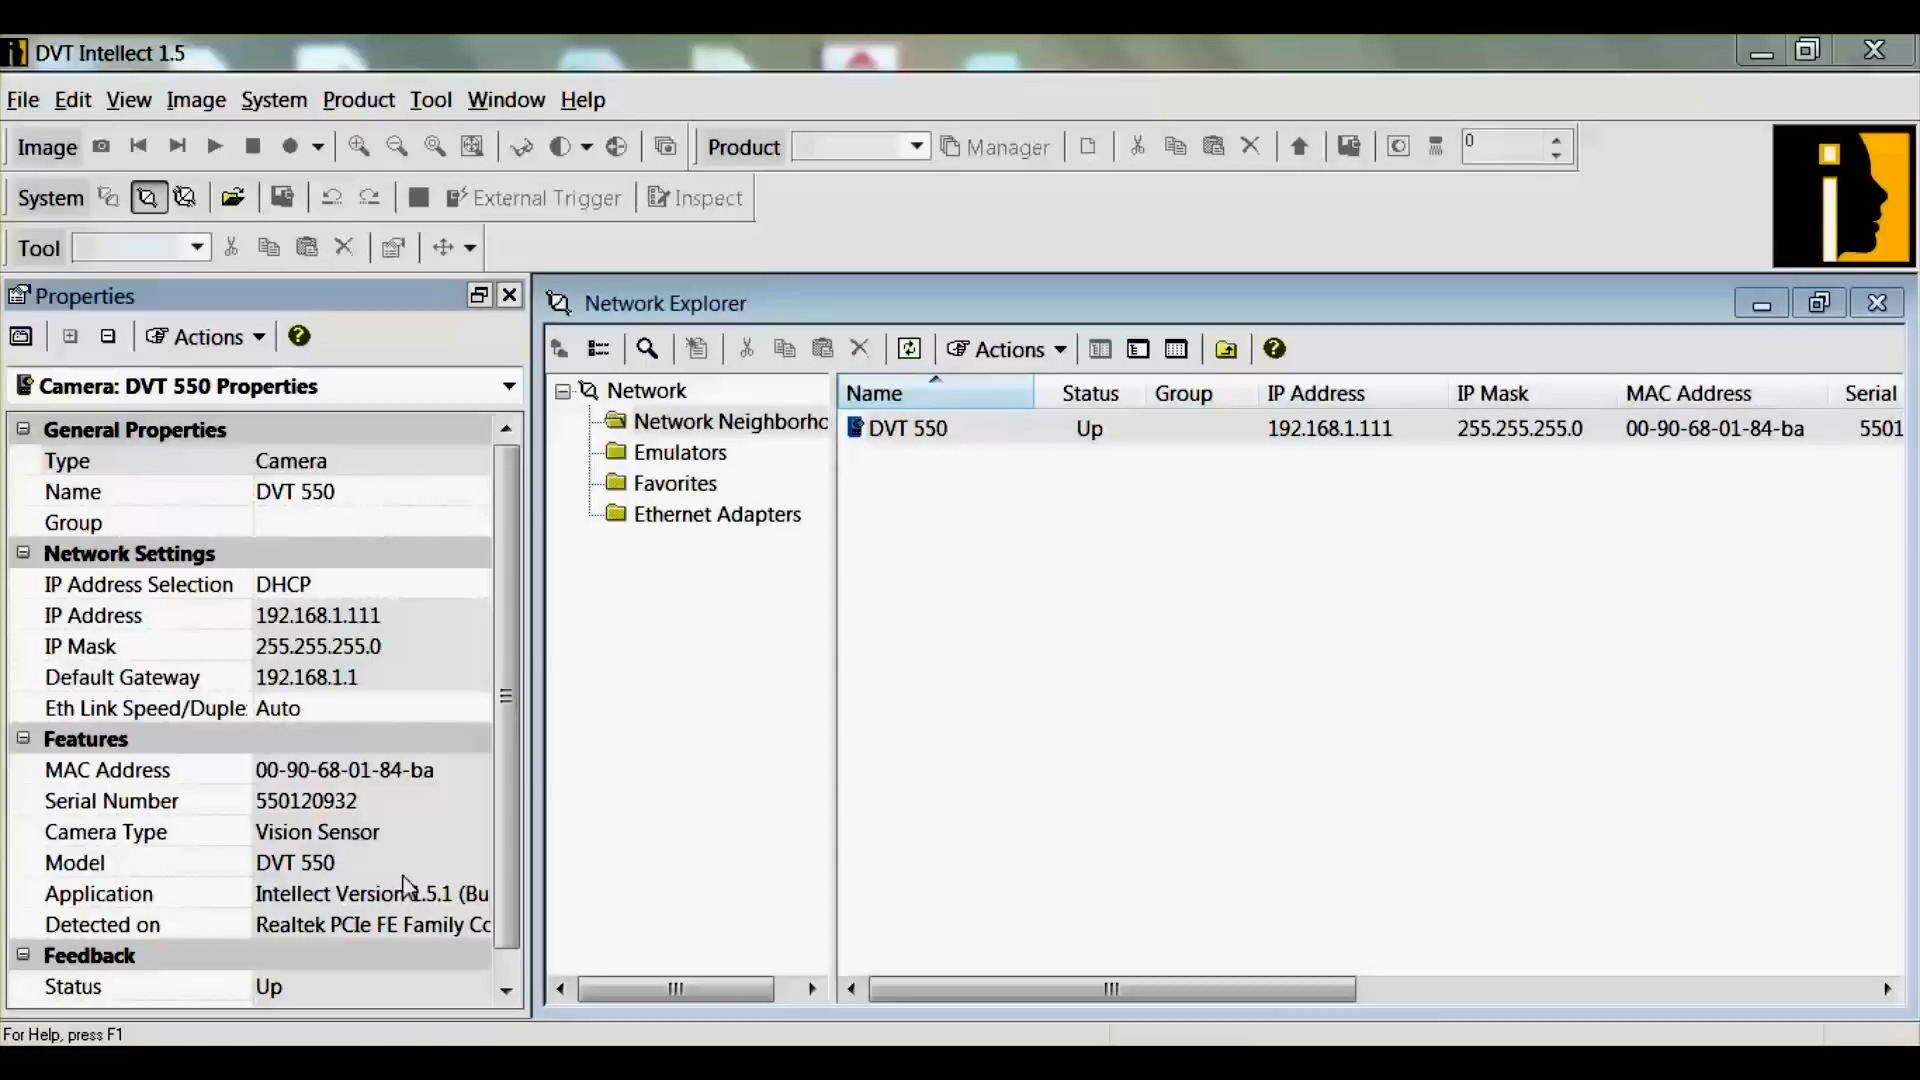 DVT Intellect 1.5
File Edit View Image System Product Tool Window Help
Image Product Manager 0
System External Trigger Inspect
Tool
Properties
Actions
Camera: DVT 550 Properties
General Properties
Type Camera
Name DVT 550
Group
Network Settings
IP Address Selection DHCP
IP Address 192.168.1.111
IP Mask 255.255.255.0
Default Gateway 192.168.1.1
Eth Link Speed/Duple: Auto
Features
MAC Address 00-90-68-01-84-ba
Serial Number 550120932
Camera Type Vision Sensor
Model DVT 550
Application Intellect Version 1.5.1 (Bu
Detected on Realtek PCIe FE Family Cc
Feedback
Status Up
Network Explorer
Actions
Network
Network Neighborho
Emulators
Favorites
Ethernet Adapters
Name Status Group IP Address IP Mask MAC Address Serial
DVT 550 Up 192.168.1.111 255.255.255.0 00-90-68-01-84-ba 5501
For Help, press F1